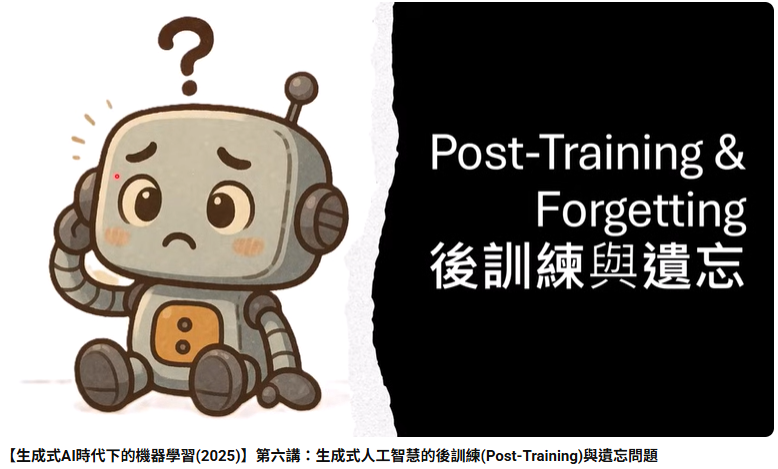 ?
Post-Training &
Forgetting
後訓練與遺忘
【生成式AI時代下的機器學習(2025)】第六講：生成式人工智慧的後訓練(Post-Training)與遺忘問題